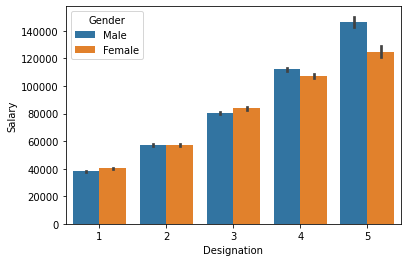 Gender
Male
Female
140000
120000
100000
80000
60000
40000
20000
0
Salary
1 2 3 4 5
Designation